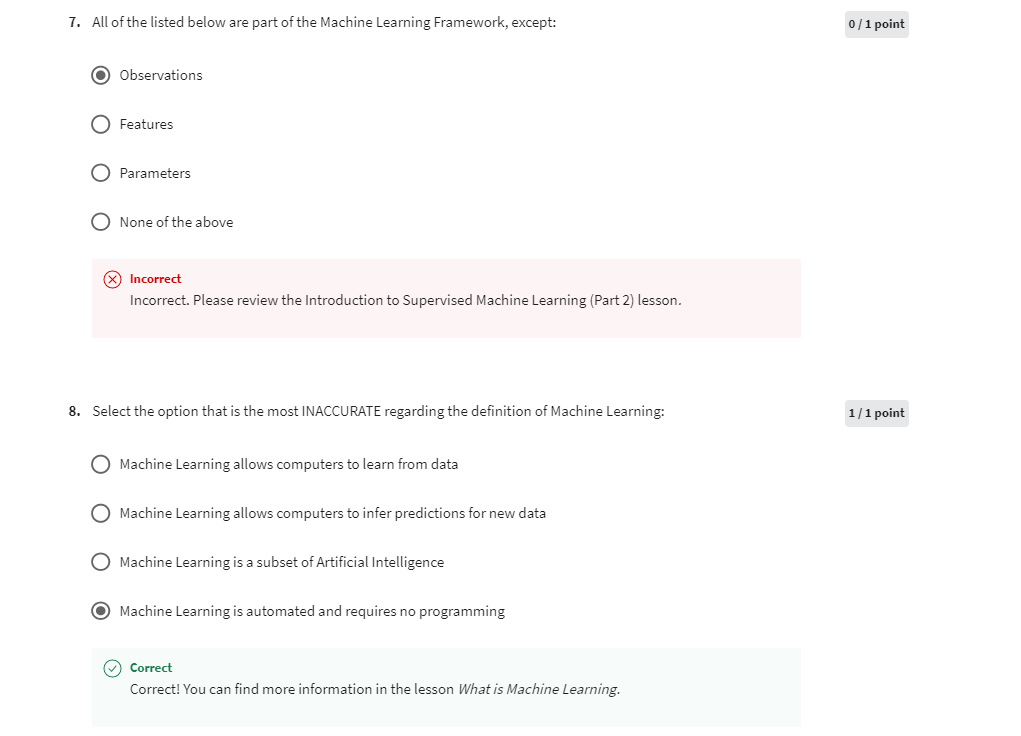 7. All of the listed below are part of the Machine Learning Framework, except:
0 / 1 point
Observations
Features
Parameters
None of the above
Incorrect
Incorrect. Please review the Introduction to Supervised Machine Learning (Part 2) lesson.
8. Select the option that is the most INACCURATE regarding the definition of Machine Learning:
1 / 1 point
Machine Learning allows computers to learn from data
Machine Learning allows computers to infer predictions for new data
Machine Learning is a subset of Artificial Intelligence
Machine Learning is automated and requires no programming
Correct
Correct! You can find more information in the lesson What is Machine Learning.